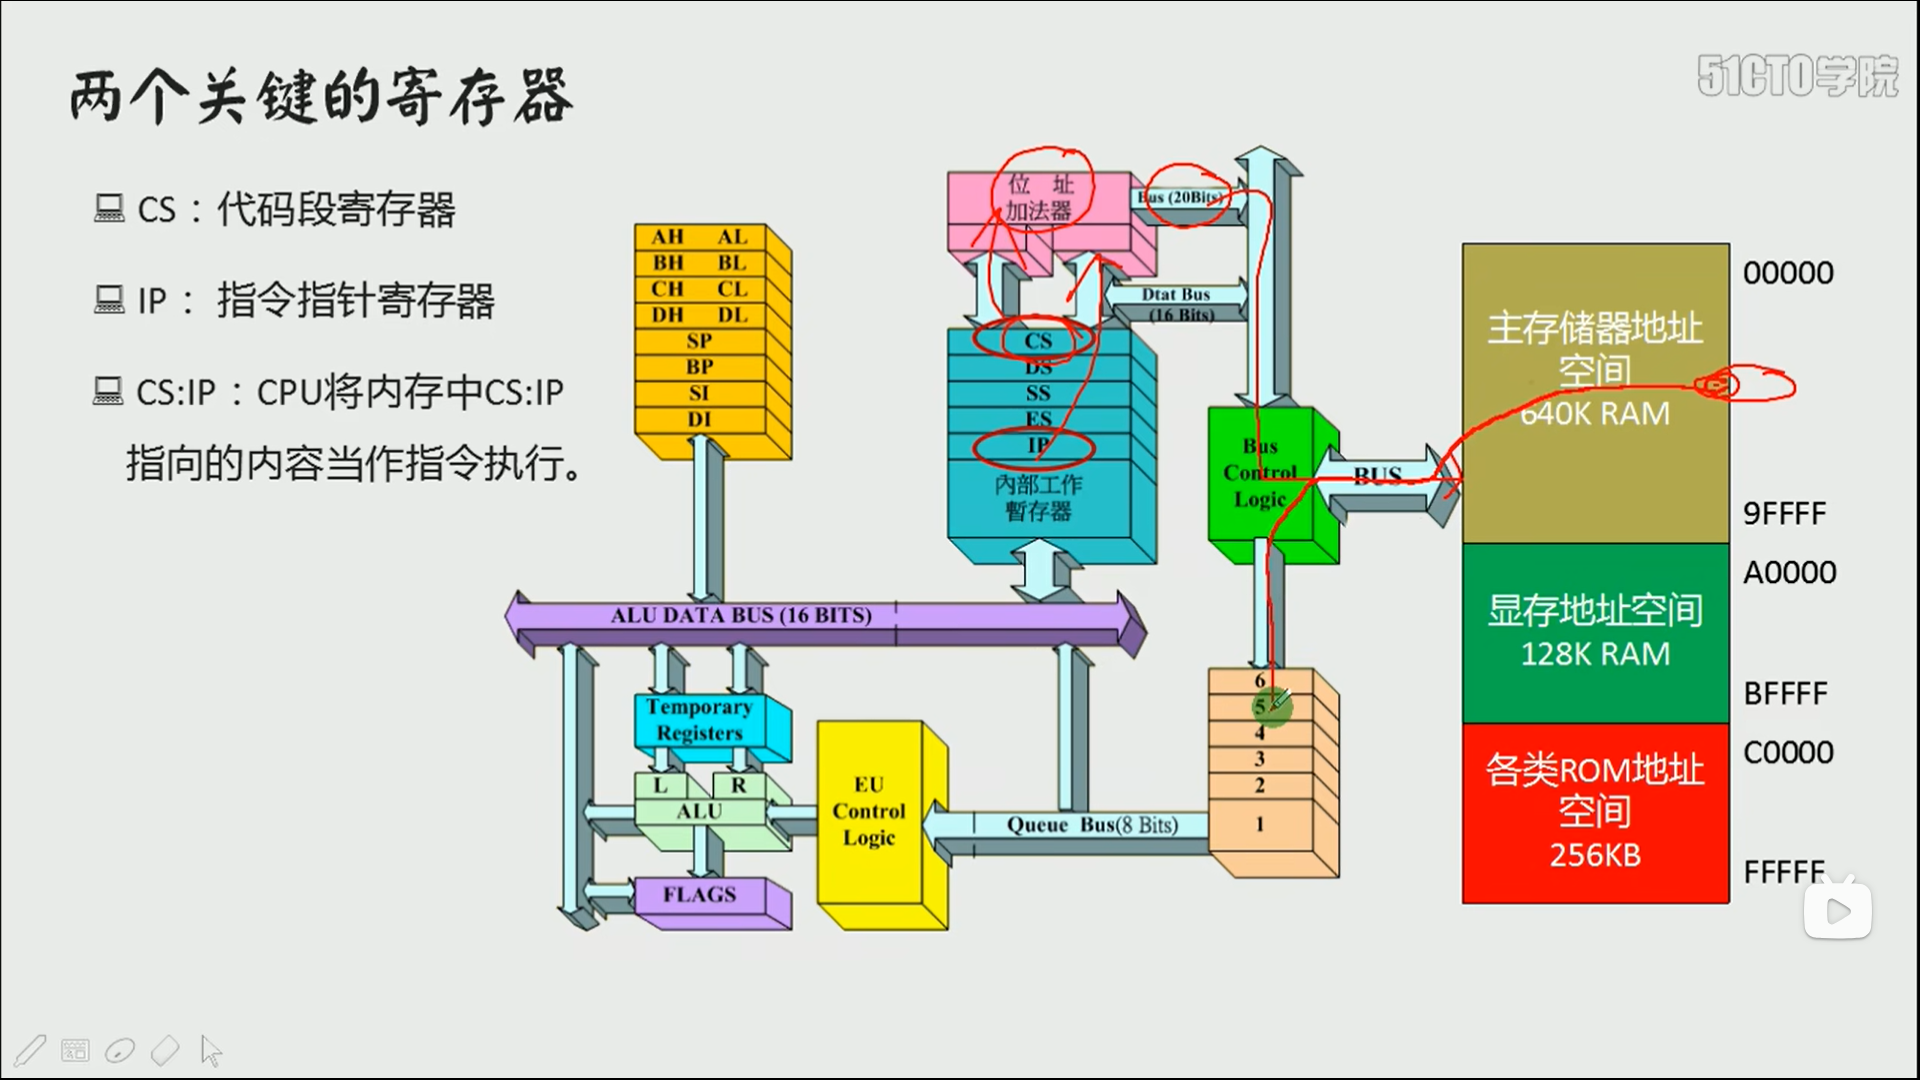 两个关键的寄存器
51CTO学院
CS：代码段寄存器
IP： 指令指针寄存器
CS:IP：CPU将内存中CS:IP
指向的内容当作指令执行。
AH AL
BH BL
CH CL
DH DL
SP
BP
SI
DI
位 址
加法器
Bus (20Bits)
Dtat Bus
(16 Bits)
CS
DS
SS
ES
IP
內部工作
暫存器
Bus
Control
Logic
BUS
主存储器地址
空间
640K RAM
00000
9FFFF
显存地址空间
128K RAM
A0000
BFFFF
各类ROM地址
空间
256KB
C0000
FFFFF
ALU DATA BUS (16 BITS)
Temporary
Registers
L R
ALU
FLAGS
EU
Control
Logic
Queue Bus(8 Bits)
6
5
4
3
2
1